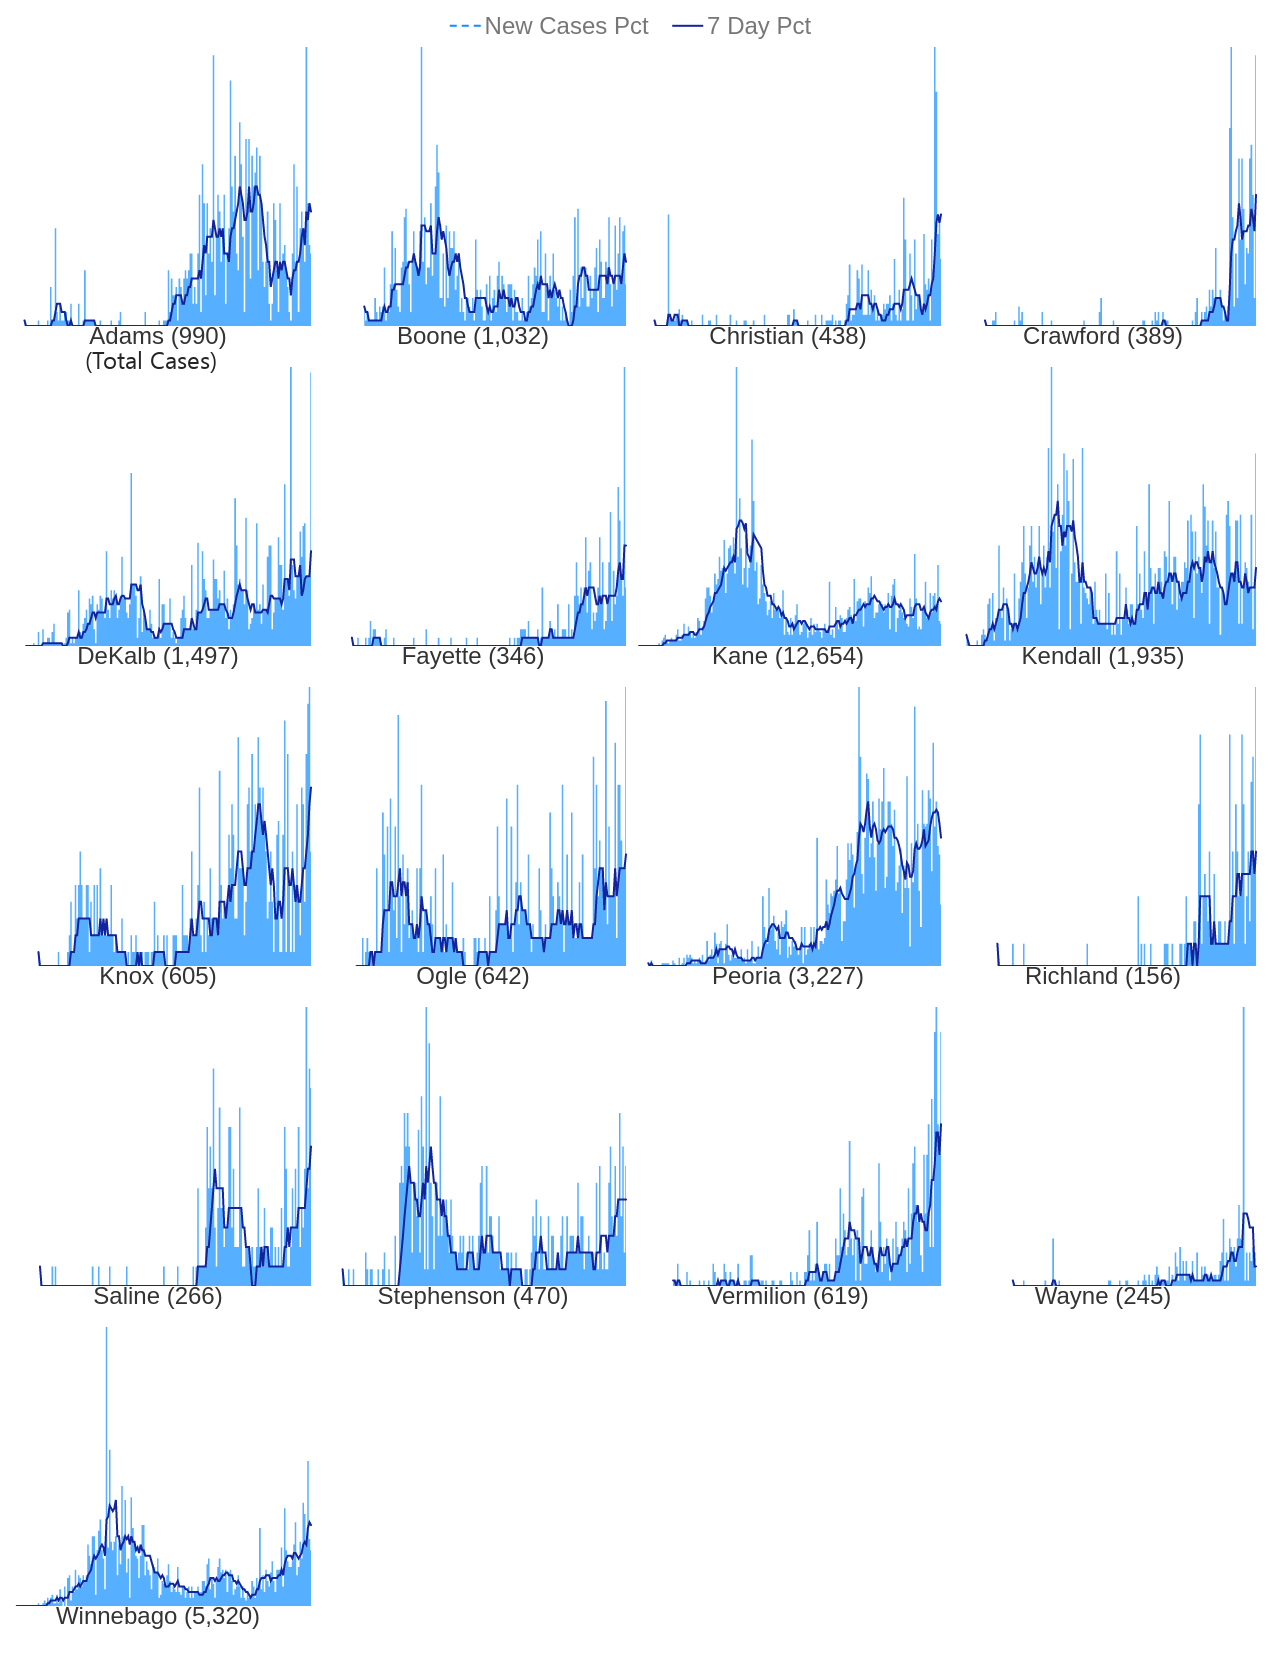 New Cases Pct 7 Day Pct
Adams (990) Boone (1,032) Christian (438) Crawford (389)
(Total Cases)
DeKalb (1,497) Fayette (346) Kane (12,654) Kendall (1,935)
Knox (605) Ogle (642) Peoria (3,227) Richland (156)
Saline (266) Stephenson (470) Vermilion (619) Wayne (245)
Winnebago (5,320)